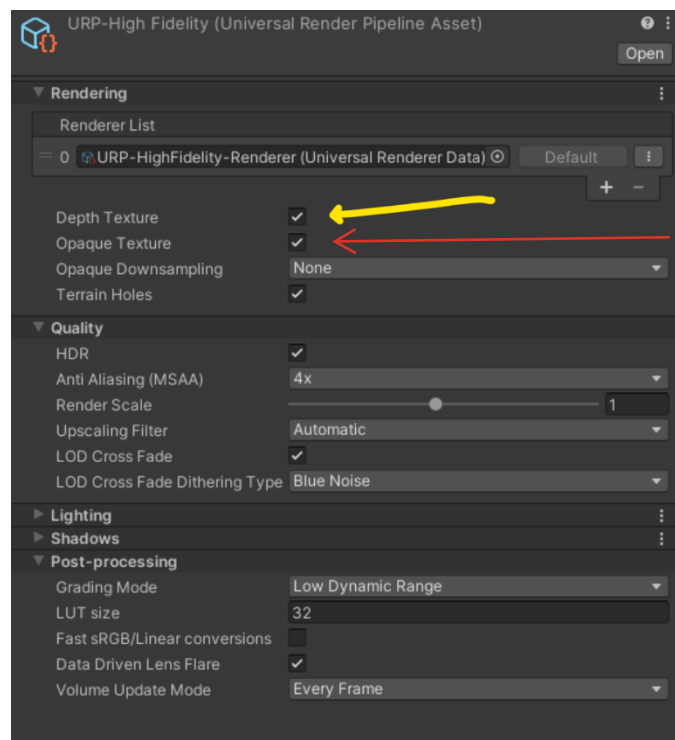 URP-High Fidelity (Universal Render Pipeline Asset)
Open
Rendering
Renderer List
0 URP-HighFidelity-Renderer (Universal Renderer Data) Default
+ -
Depth Texture
Opaque Texture
Opaque Downsampling None
Terrain Holes
Quality
HDR
Anti Aliasing (MSAA) 4x
Render Scale 1
Upscaling Filter Automatic
LOD Cross Fade
LOD Cross Fade Dithering Type Blue Noise
Lighting
Shadows
Post-processing
Grading Mode Low Dynamic Range
LUT size 32
Fast sRGB/Linear conversions
Data Driven Lens Flare
Volume Update Mode Every Frame